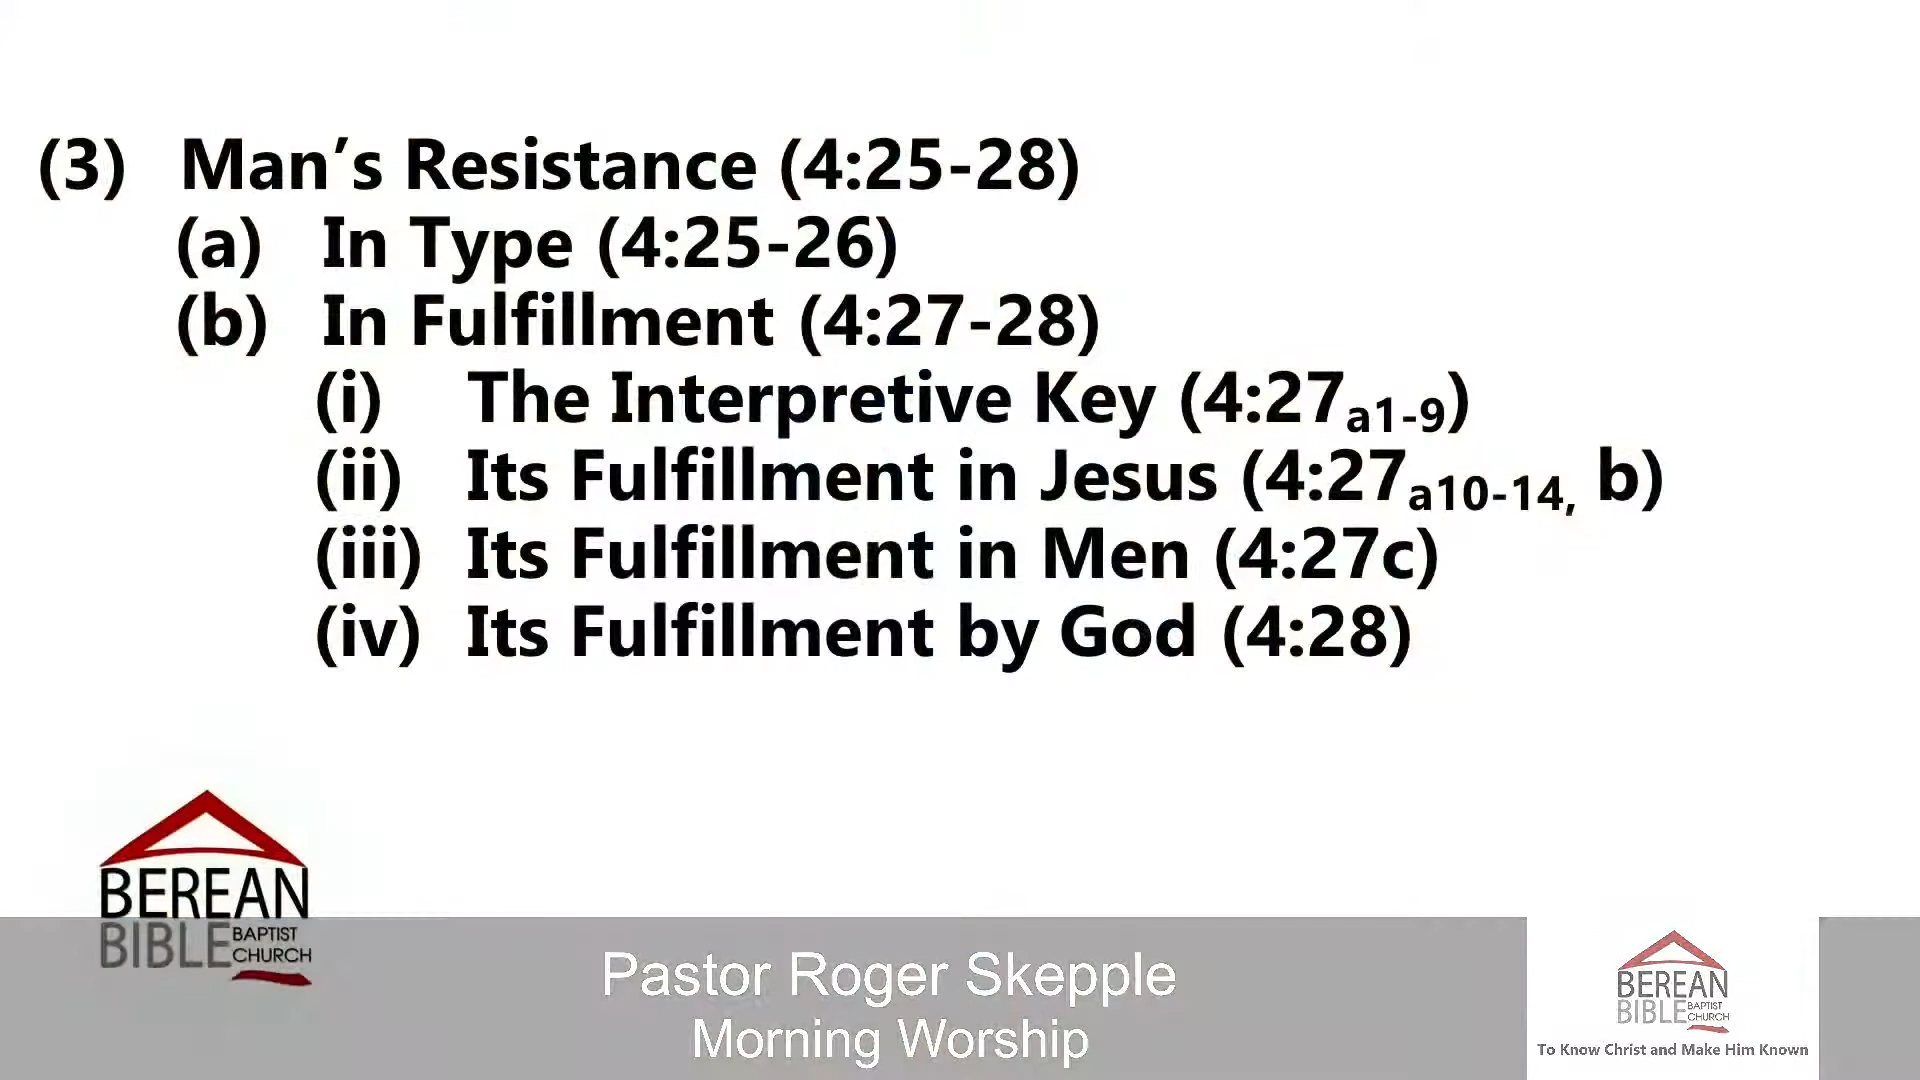 (3) Man’s Resistance (4:25-28)
(a) In Type (4:25-26)
(b) In Fulfillment (4:27-28)
(i) The Interpretive Key (4:27a1-9)
(ii) Its Fulfillment in Jesus (4:27a10-14, b)
(iii) Its Fulfillment in Men (4:27c)
(iv) Its Fulfillment by God (4:28)
BEREAN
BIBLE BAPTIST CHURCH
Pastor Roger Skepple
Morning Worship
BEREAN
BIBLE BAPTIST CHURCH
To Know Christ and Make Him Known